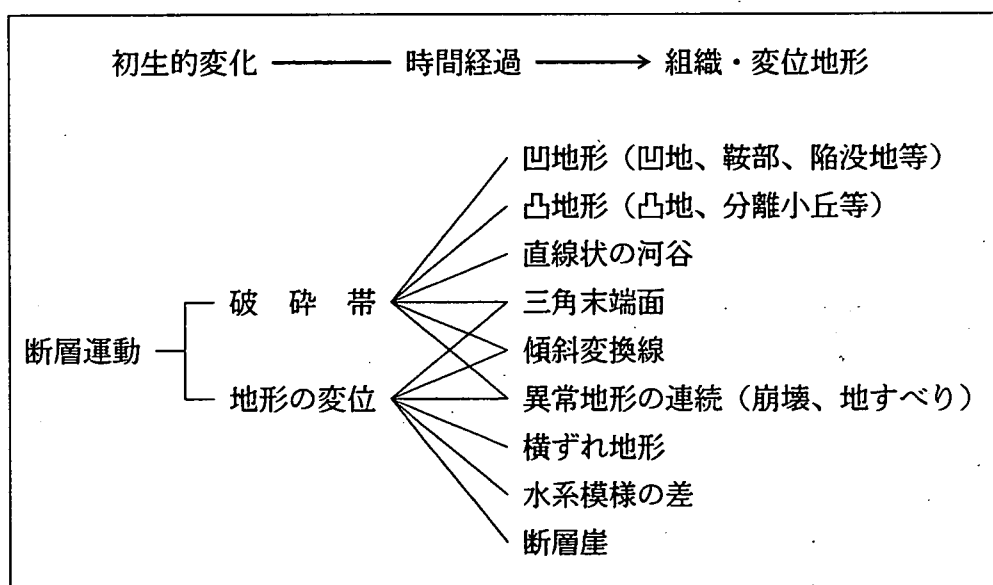 初生的変化 時間経過 組織・変位地形
凹地形（凹地、鞍部、陥没地等）
凸地形（凸地、分離小丘等）
直線状の河谷
破砕帯
三角末端面
断層運動
傾斜変換線
地形の変位
異常地形の連続（崩壊、地すべり）
横ずれ地形
水系模様の差
断層崖